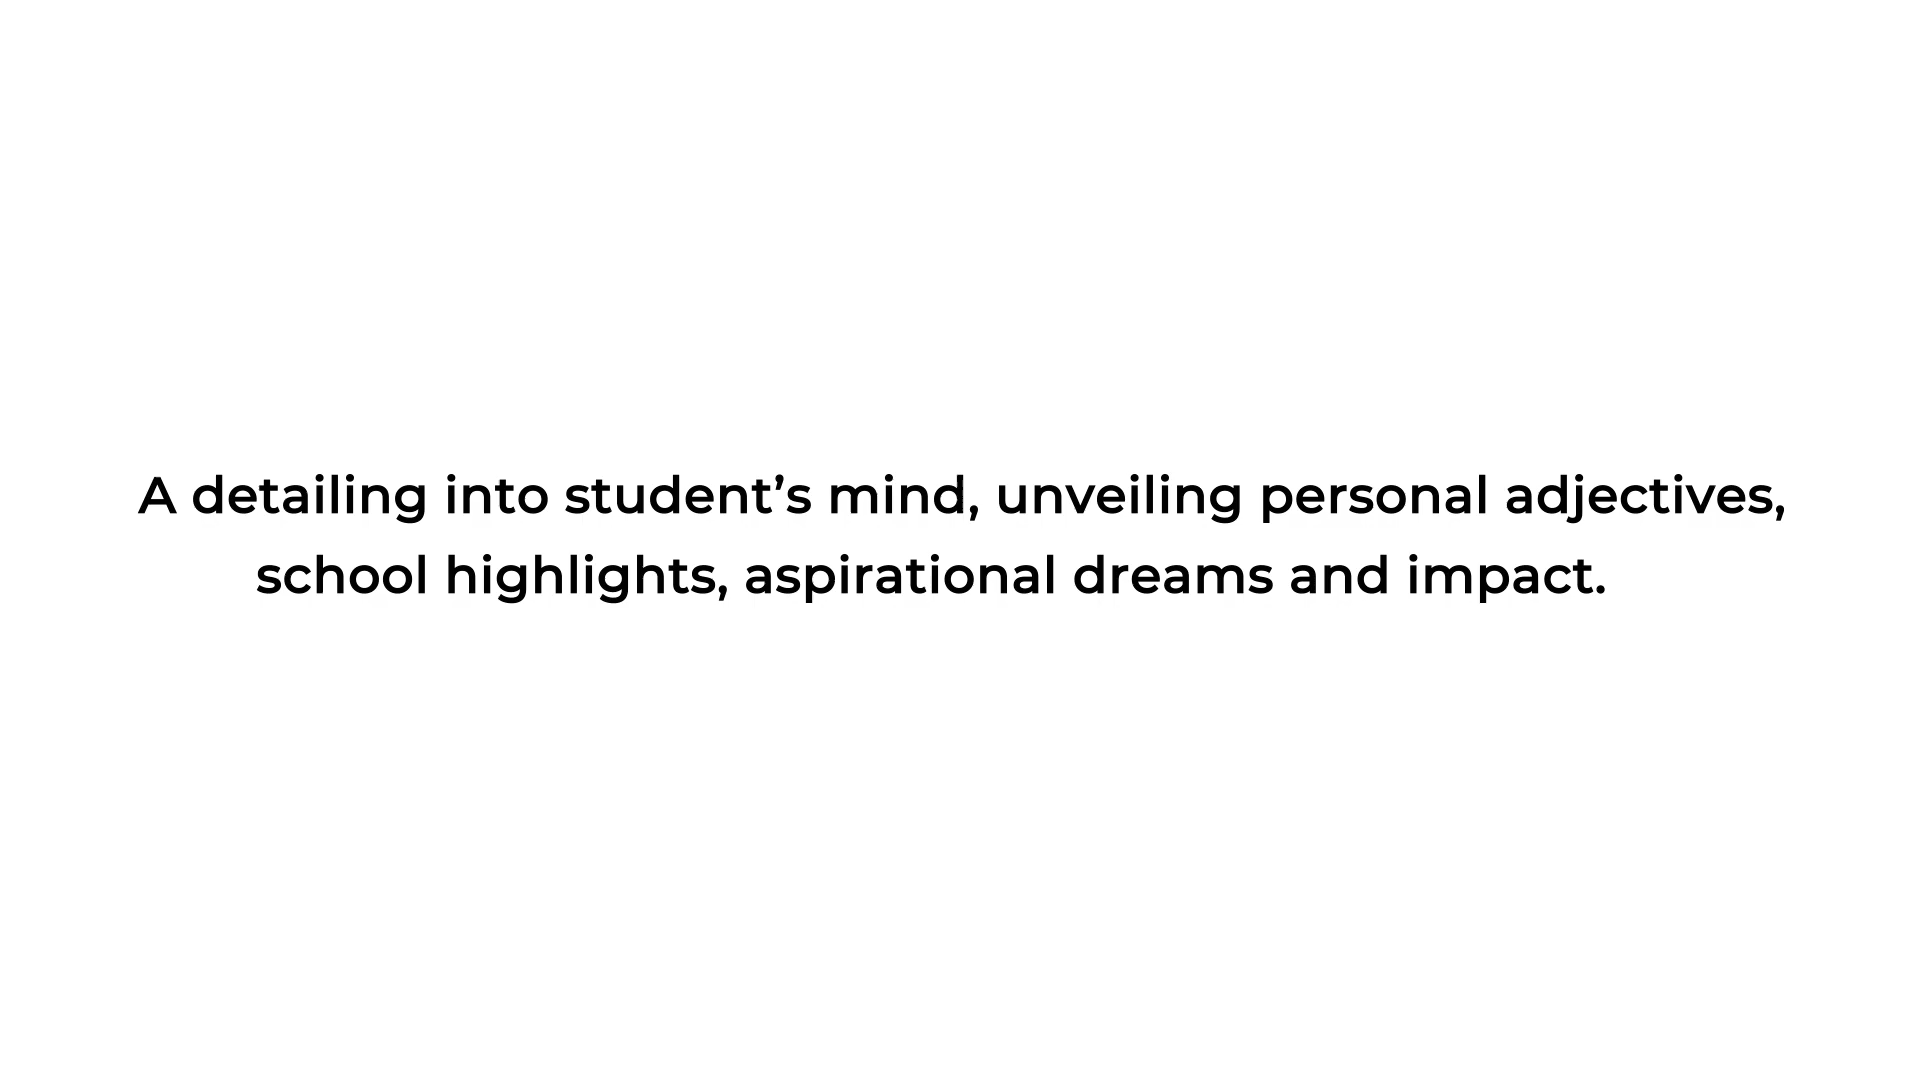 A detailing into student’s mind, unveiling personal adjectives,
school highlights, aspirational dreams and impact.